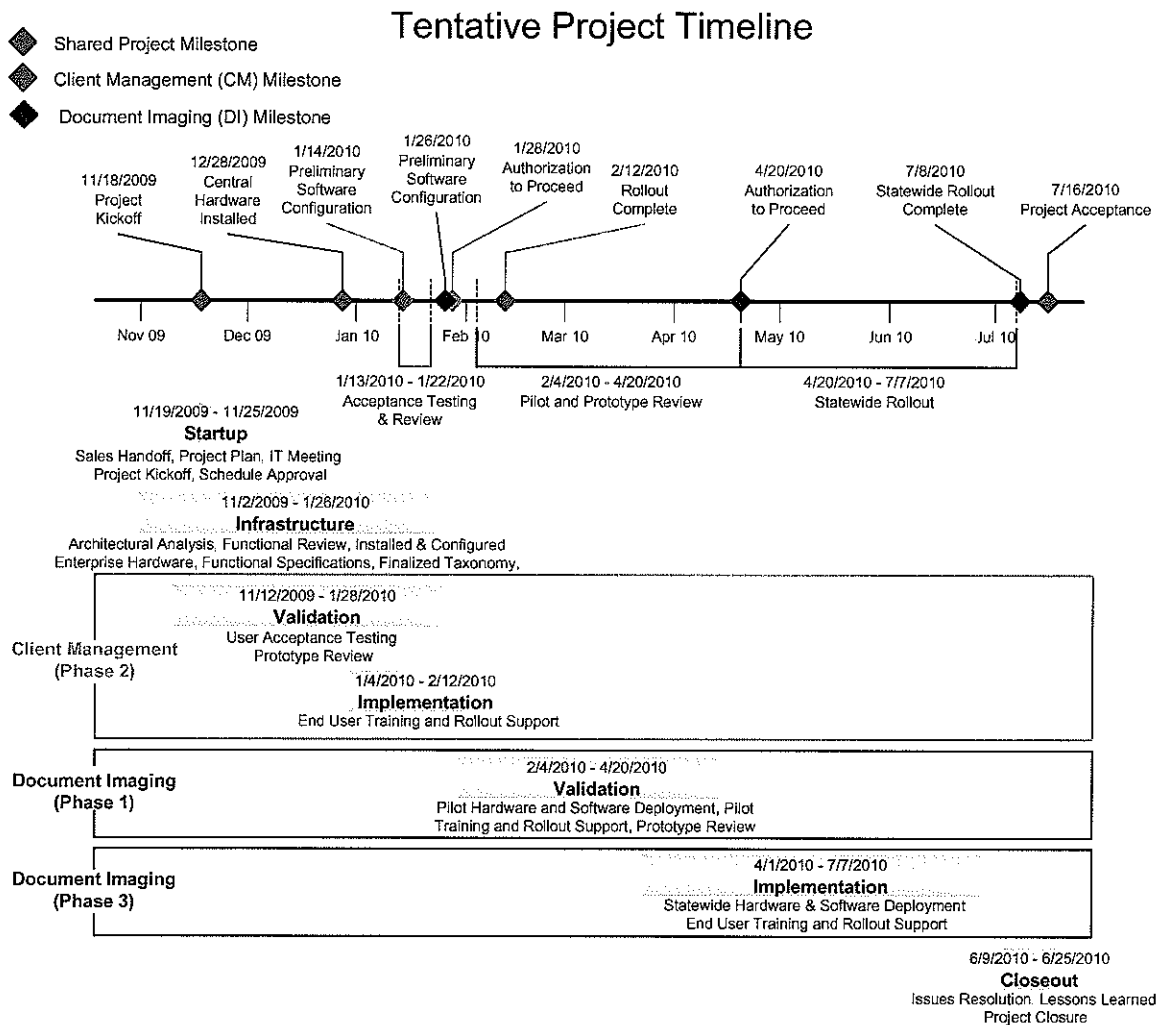 Tentative Project Timeline
Shared Project Milestone
Client Management (CM) Milestone
Document Imaging (DI) Milestone
11/18/2009
Project
Kickoff
12/28/2009
Central
Hardware
Installed
1/14/2010
Preliminary
Software
Configuration
1/26/2010
Preliminary
Software
Configuration
1/28/2010
Authorization
to Proceed
2/12/2010
Rollout
Complete
4/20/2010
Authorization
to Proceed
7/8/2010
Statewide Rollout
Complete
7/16/2010
Project Acceptance
Nov 09
Dec 09
Jan 10
Feb 10
Mar 10
Apr 10
May 10
Jun 10
Jul 10
1/13/2010 - 1/22/2010
Acceptance Testing
& Review
2/4/2010 - 4/20/2010
Pilot and Prototype Review
4/20/2010 - 7/7/2010
Statewide Rollout
11/19/2009 - 11/25/2009
Startup
Sales Handoff, Project Plan, IT Meeting
Project Kickoff, Schedule Approval
11/2/2009 - 1/26/2010
Infrastructure
Architectural Analysis, Functional Review, Installed & Configured
Enterprise Hardware, Functional Specifications, Finalized Taxonomy,
Client Management
(Phase 2)
11/12/2009 - 1/28/2010
Validation
User Acceptance Testing
Prototype Review
1/4/2010 - 2/12/2010
Implementation
End User Training and Rollout Support
Document Imaging
(Phase 1)
2/4/2010 - 4/20/2010
Validation
Pilot Hardware and Software Deployment, Pilot
Training and Rollout Support, Prototype Review
Document Imaging
(Phase 3)
4/1/2010 - 7/7/2010
Implementation
Statewide Hardware & Software Deployment
End User Training and Rollout Support
6/9/2010 - 6/25/2010
Closeout
Issues Resolution. Lessons Learned
Project Closure